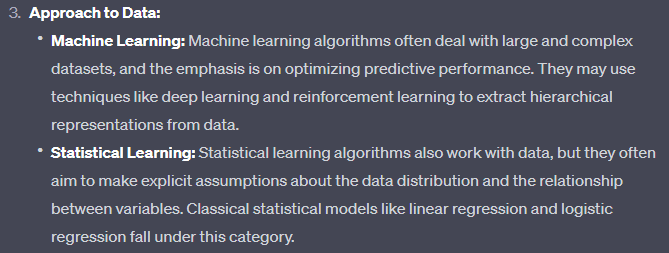 3. Approach to Data:
• Machine Learning: Machine learning algorithms often deal with large and complex
datasets, and the emphasis is on optimizing predictive performance. They may use
techniques like deep learning and reinforcement learning to extract hierarchical
representations from data.
• Statistical Learning: Statistical learning algorithms also work with data, but they often
aim to make explicit assumptions about the data distribution and the relationship
between variables. Classical statistical models like linear regression and logistic
regression fall under this category.